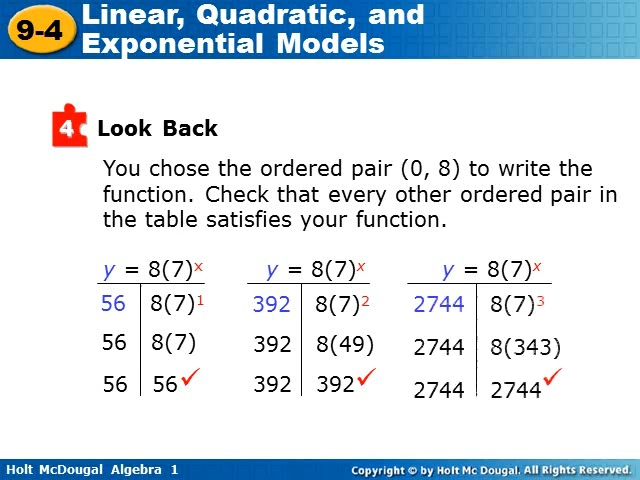 9-4 Linear, Quadratic, and
Exponential Models
4 Look Back
You chose the ordered pair (0, 8) to write the
function. Check that every other ordered pair in
the table satisfies your function.
y = 8(7)ˣ y = 8(7)ˣ y = 8(7)ˣ
56 8(7)¹ 392 8(7)² 2744 8(7)³
56 8(7) 392 8(49) 2744 8(343)
56 56✓ 392 392✓ 2744 2744✓
Holt McDougal Algebra 1 Copyright © by Holt Mc Dougal. All Rights Reserved.